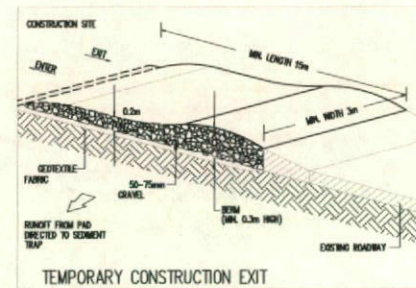 CONSTRUCTION SITE
EXIT
ENTER
MIN. LENGTH 15m
MIN. WIDTH 3m
0.2m
GEOTEXTILE
FABRIC
50-75mm
GRAVEL
BERM
(MIN. 0.3m HIGH)
RUNOFF FROM PAD
DIRECTED TO SEDIMENT
TRAP
EXISTING ROADWAY
TEMPORARY CONSTRUCTION EXIT